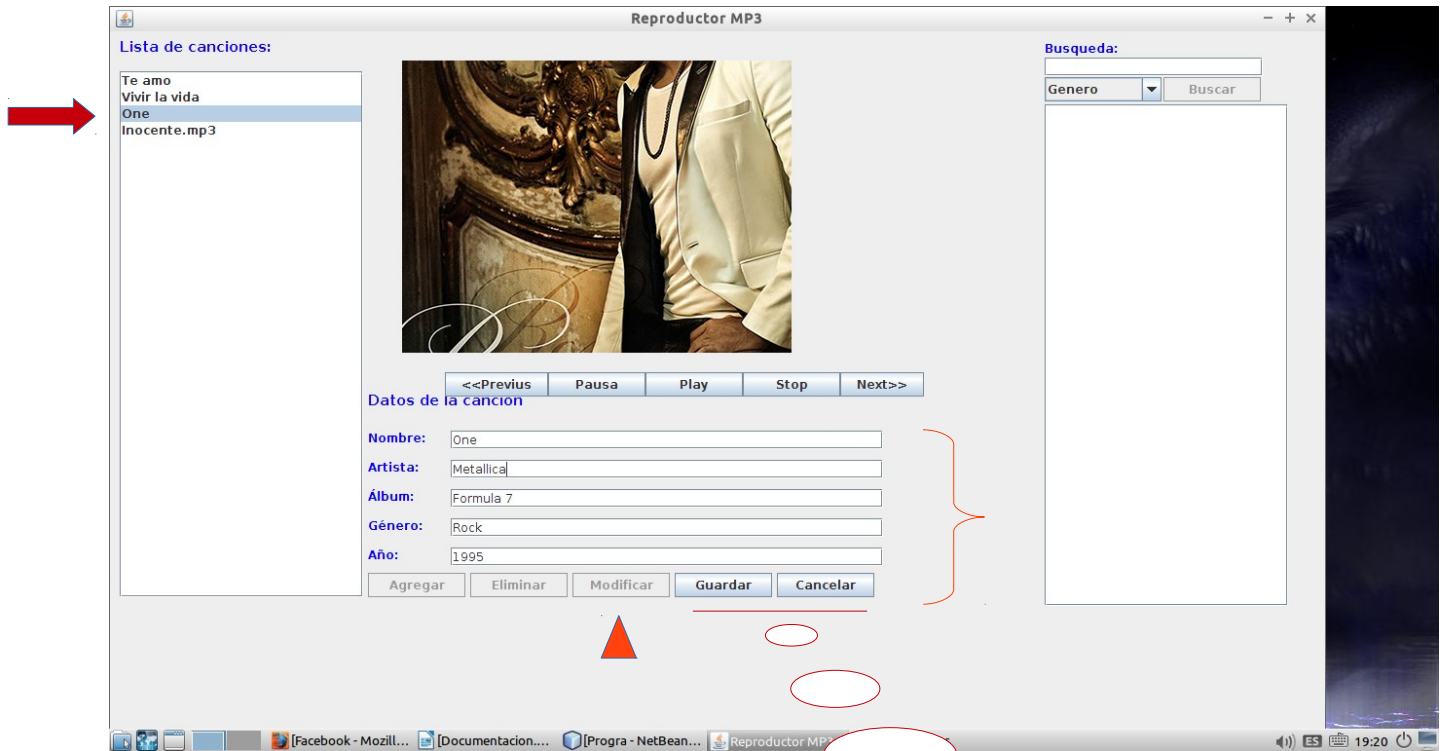 Reproductor MP3
Lista de canciones:
Te amo
Vivir la vida
One
Inocente.mp3
Busqueda:
Genero
Buscar
<<Previus Pausa Play Stop Next>>
Datos de la canción
Nombre: One
Artista: Metallica
Álbum: Formula 7
Género: Rock
Año: 1995
Agregar Eliminar Modificar Guardar Cancelar
[Facebook - Mozill... [Documentacion.... [Progra - NetBean... Reproductor MP3
ES 19:20